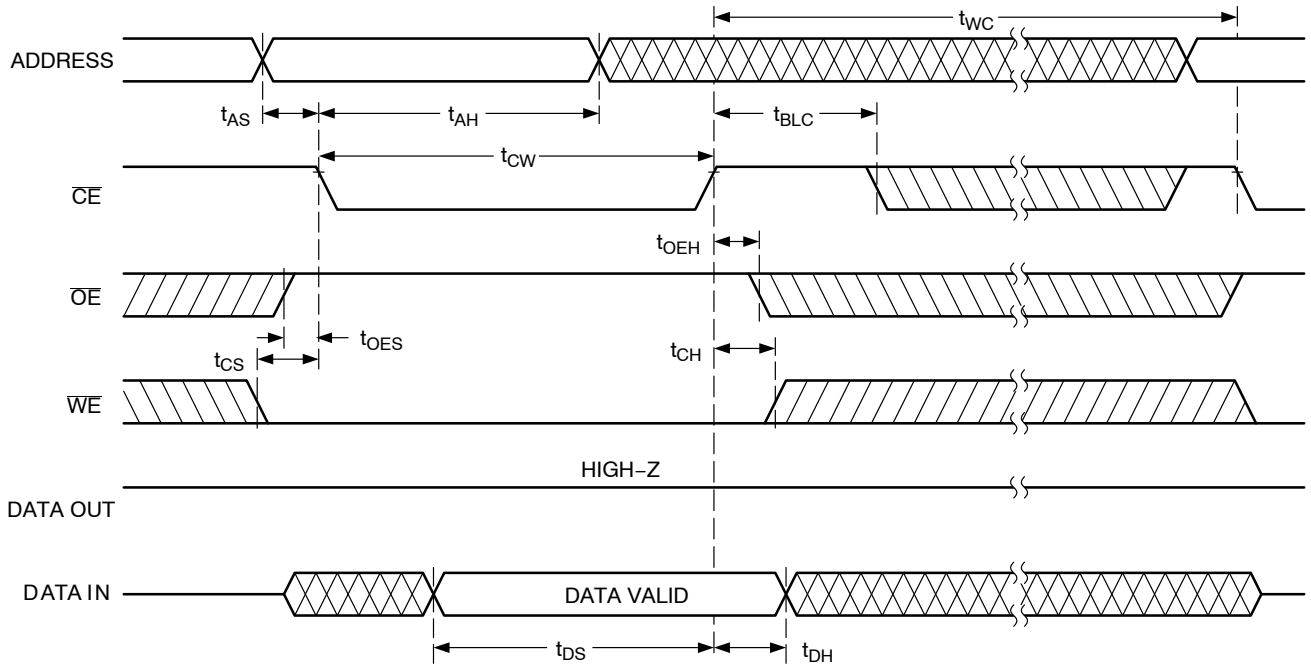 tWC
ADDRESS
tAS
tAH
tBLC
tCW
CE
tOEH
OE
tOES
tCS
tCH
WE
HIGH–Z
DATA OUT
DATA IN
DATA VALID
tDS
tDH